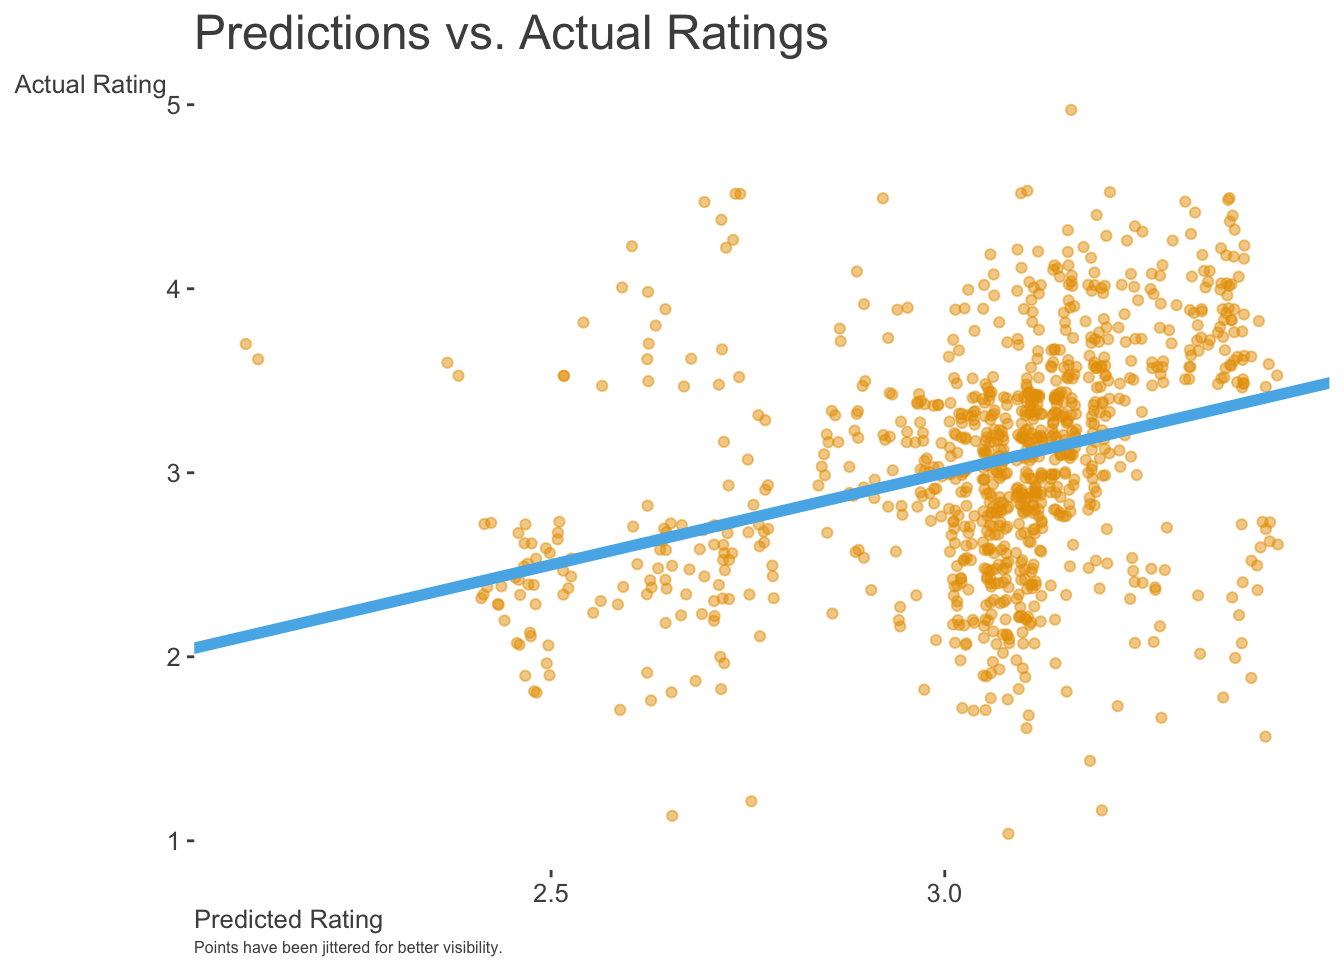 Predictions vs. Actual Ratings
Actual Rating
5
4
3
2
1
2.5 3.0
Predicted Rating
Points have been jittered for better visibility.